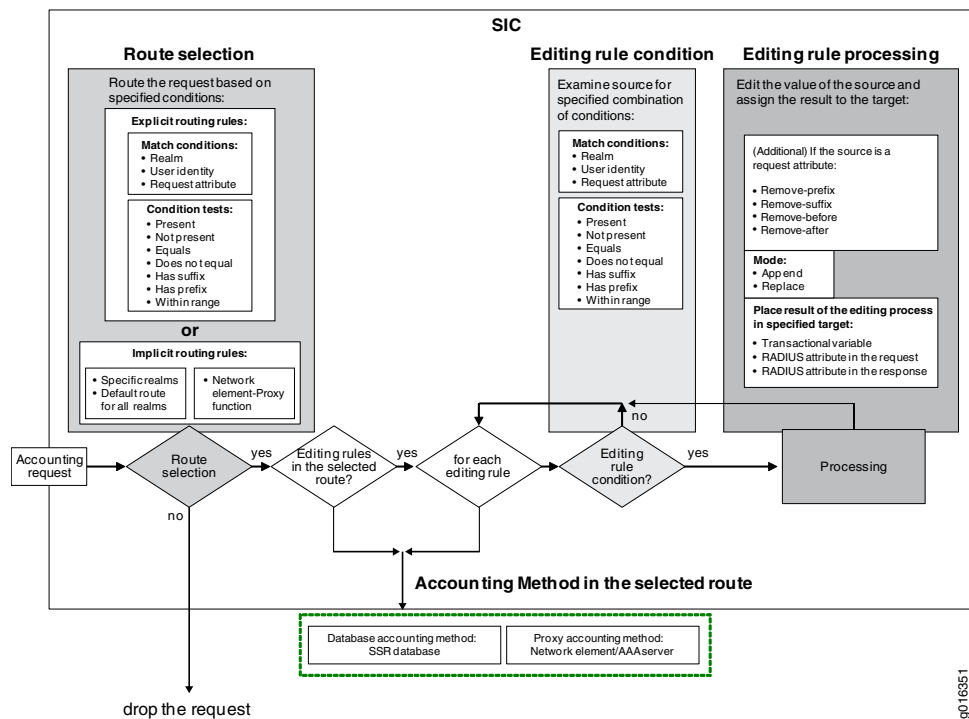 SIC
Route selection
Route the request based on
specified conditions:
Explicit routing rules:
Match conditions:
• Realm
• User identity
• Request attribute
Condition tests:
• Present
• Not present
• Equals
• Does not equal
• Has suffix
• Has prefix
• Within range
or
Implicit routing rules:
• Specific realms
• Default route
for all realms
• Network
element-Proxy
function
Editing rule condition
Examine source for
specified combination
of conditions:
Match conditions:
• Realm
• User identity
• Request attribute
Condition tests:
• Present
• Not present
• Equals
• Does not equal
• Has suffix
• Has prefix
• Within range
Editing rule processing
Edit the value of the source and
assign the result to the target:
(Additional) If the source is a
request attribute:
• Remove-prefix
• Remove-suffix
• Remove-before
• Remove-after
Mode:
• Append
• Replace
Place result of the editing process
in specified target:
• Transactional variable
• RADIUS attribute in the request
• RADIUS attribute in the response
Accounting
request
Route
selection
yes
Editing rules
in the selected
route?
yes
for each
editing rule
Editing
rule
condition?
no
yes
Processing
no
Accounting Method in the selected route
Database accounting method:
SSR database
Proxy accounting method:
Network element/AAA server
drop the request
g016351